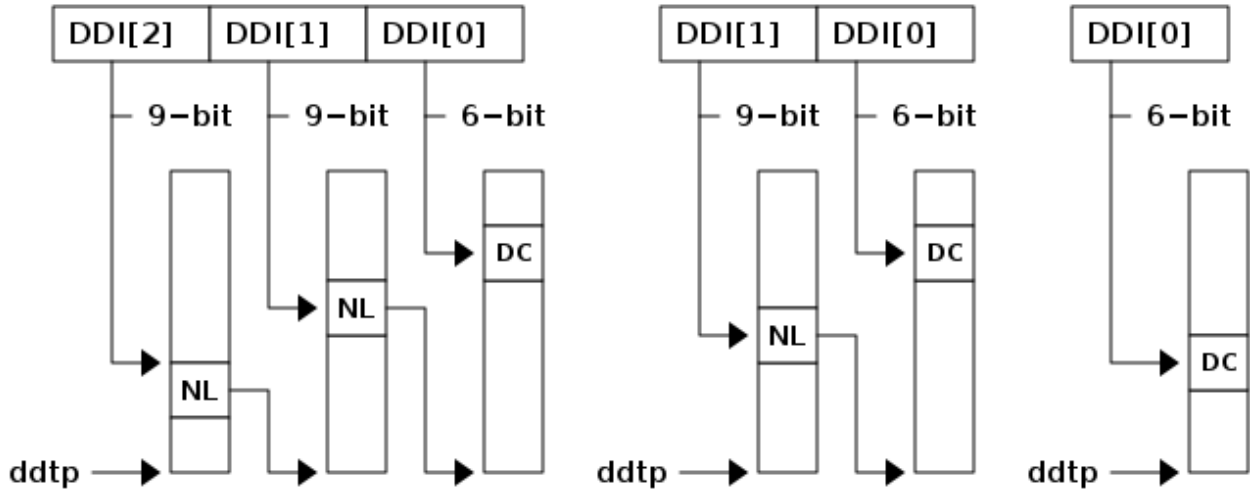 DDI[2] DDI[1] DDI[0] DDI[1] DDI[0] DDI[0]
9-bit 9-bit 6-bit 9-bit 6-bit 6-bit
DC DC
NL
NL
DC
NL
ddtp ddtp ddtp